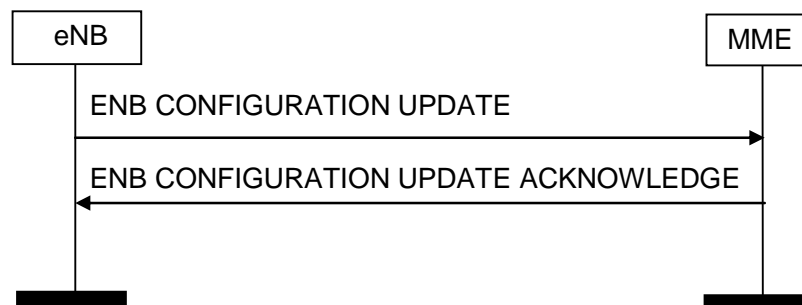 eNB
MME
ENB CONFIGURATION UPDATE
ENB CONFIGURATION UPDATE ACKNOWLEDGE